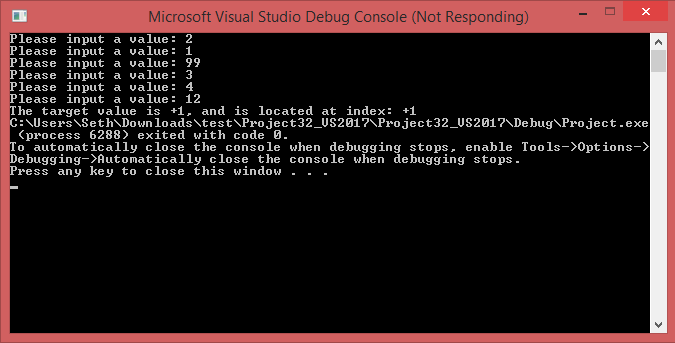 Microsoft Visual Studio Debug Console (Not Responding)
Please input a value: 2
Please input a value: 1
Please input a value: 99
Please input a value: 3
Please input a value: 4
Please input a value: 12
The target value is +1, and is located at index: +1
C:\Users\Seth\Downloads\test\Project32_VS2017\Project32_VS2017\Debug\Project.exe
 (process 6288) exited with code 0.
To automatically close the console when debugging stops, enable Tools->Options->
Debugging->Automatically close the console when debugging stops.
Press any key to close this window . . .